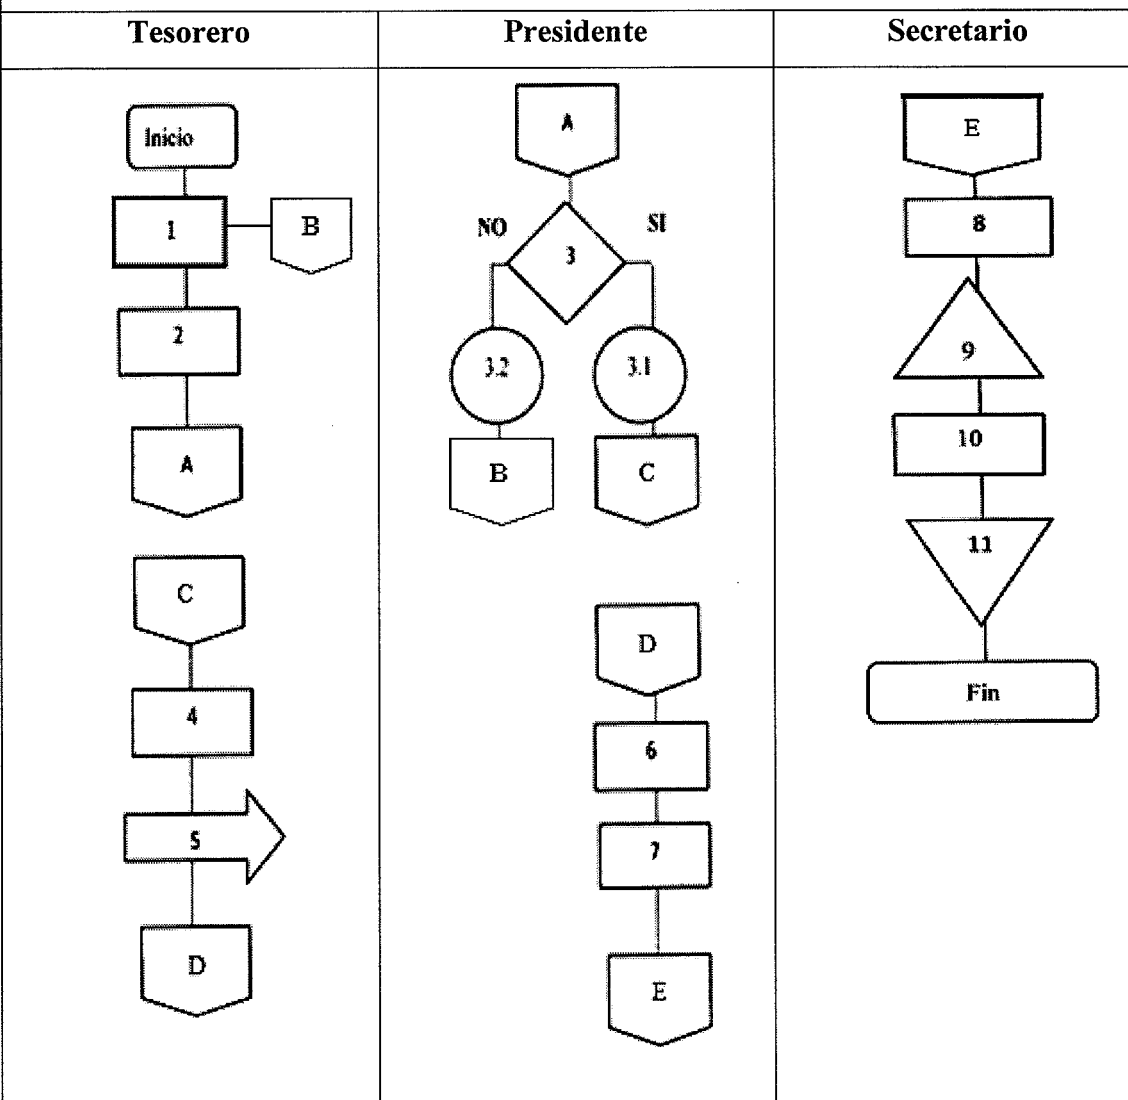 Tesorero
Presidente
Secretario
Inicio
1
B
2
A
C
4
5
D
A
NO
SI
3
3.2
3.1
B
C
D
6
7
E
E
8
9
10
11
Fin